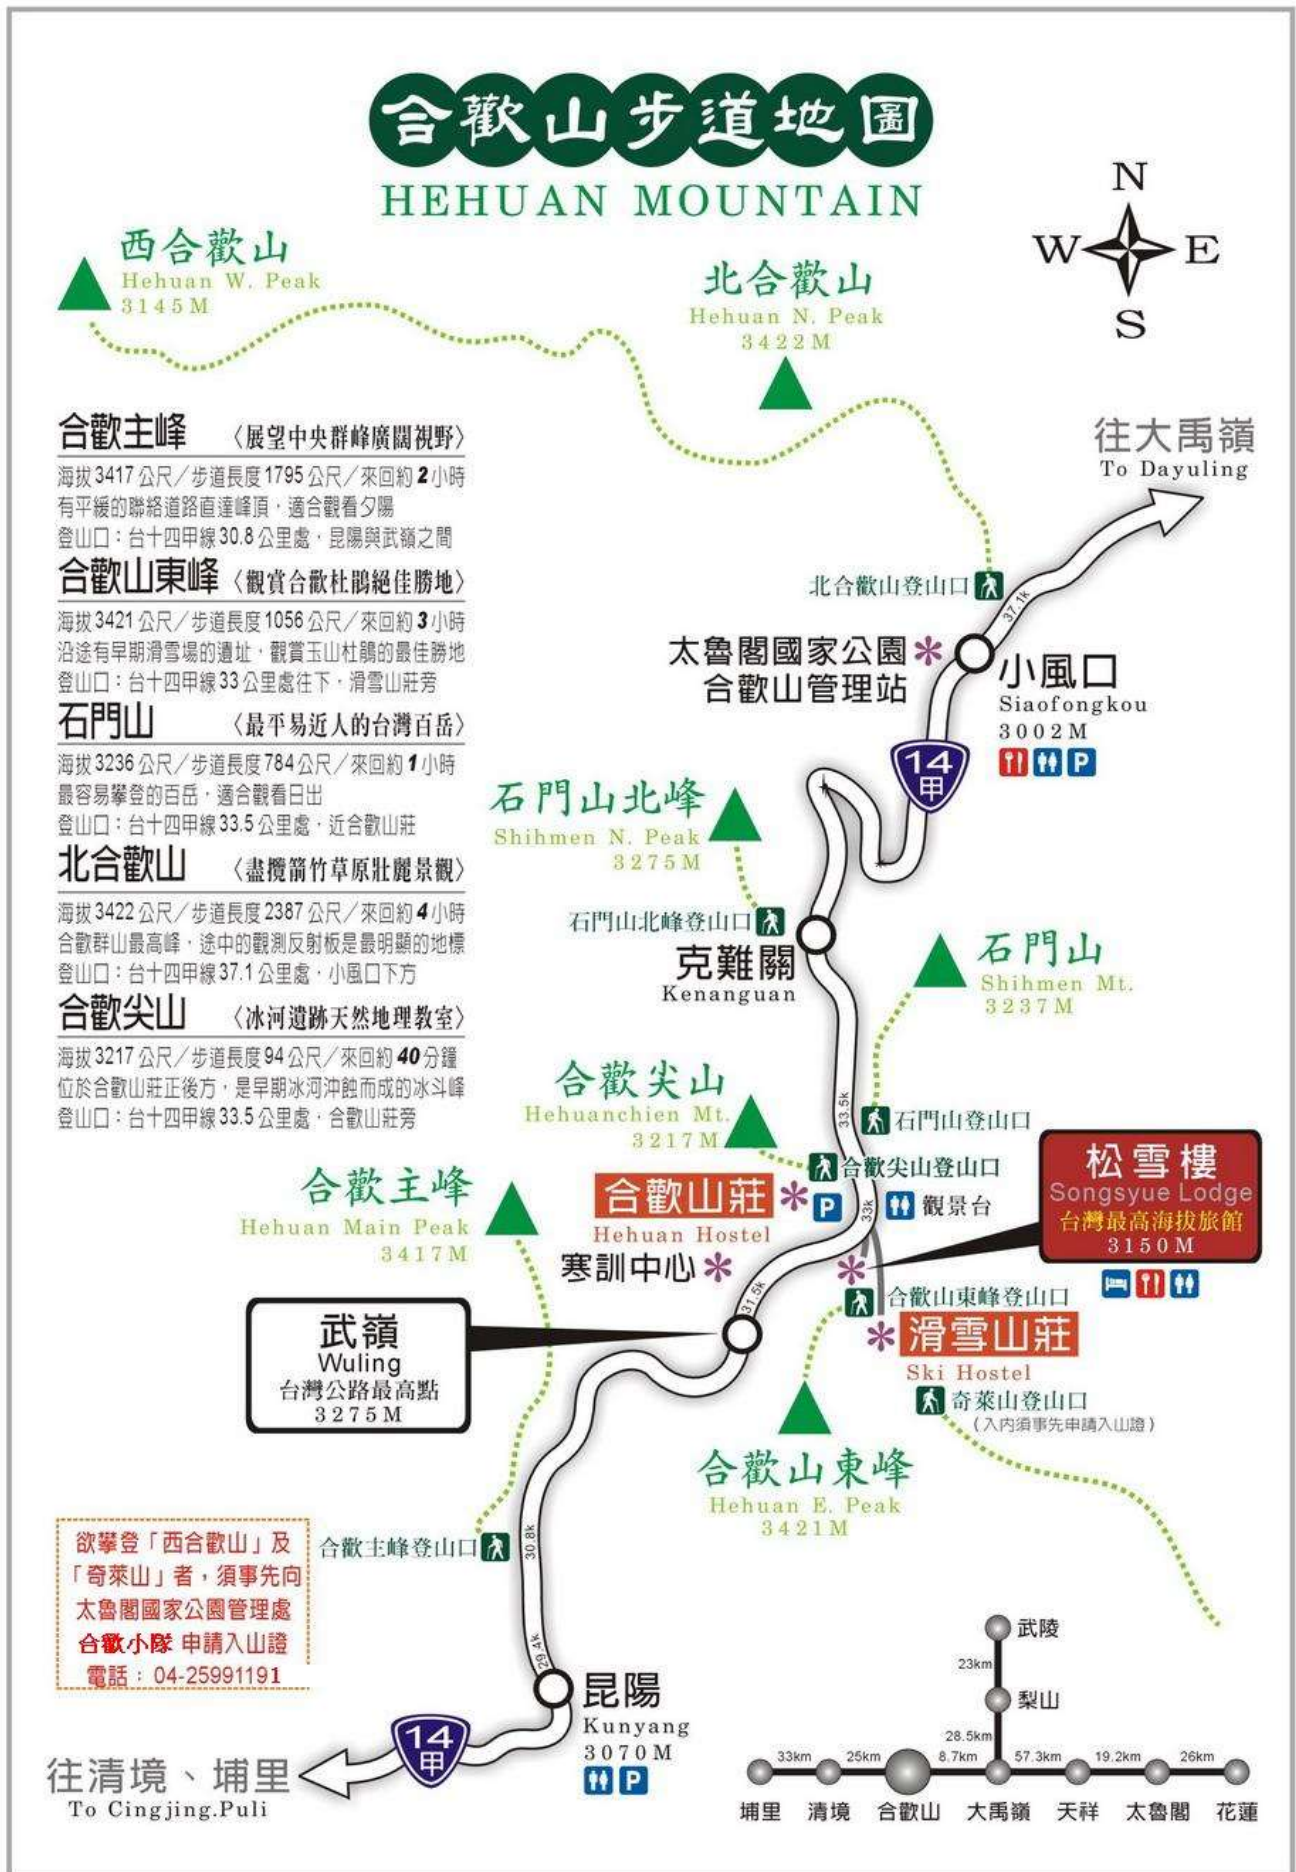 合歡山步道地圖
HEHUAN MOUNTAIN
N
W
E
S
西合歡山
Hehuan W. Peak
3145M
北合歡山
Hehuan N. Peak
3422M
往大禹嶺
To Dayuling
合歡主峰 〈展望中央群峰廣闊視野〉
海拔3417公尺／步道長度1795公尺／來回約2小時
有平緩的聯絡道路直達峰頂，適合觀看夕陽
登山口：台十四甲線30.8公里處，昆陽與武嶺之間
合歡山東峰 〈觀賞合歡杜鵑絕佳勝地〉
海拔3421公尺／步道長度1056公尺／來回約3小時
沿途有早期滑雪場的遺址，觀賞玉山杜鵑的最佳勝地
登山口：台十四甲線33公里處往下，滑雪山莊旁
石門山 〈最平易近人的台灣百岳〉
海拔3236公尺／步道長度784公尺／來回約1小時
最容易攀登的百岳，適合觀看日出
登山口：台十四甲線33.5公里處，近合歡山莊
北合歡山 〈盡攬箭竹草原壯麗景觀〉
海拔3422公尺／步道長度2387公尺／來回約4小時
合歡群山最高峰，途中的觀測反射板是最明顯的地標
登山口：台十四甲線37.1公里處，小風口下方
合歡尖山 〈冰河遺跡天然地理教室〉
海拔3217公尺／步道長度94公尺／來回約40分鐘
位於合歡山莊正後方，是早期冰河沖蝕而成的冰斗峰
登山口：台十四甲線33.5公里處，合歡山莊旁
北合歡山登山口
37.1k
太魯閣國家公園
合歡山管理站
小風口
Siaofongkou
3002M
P
14
甲
石門山北峰
Shihmen N. Peak
3275M
石門山北峰登山口
克難關
Kenanguan
石門山
Shihmen Mt.
3237M
33.5k
石門山登山口
合歡尖山
Hehuanchien Mt.
3217M
合歡尖山登山口
合歡山莊
Hehuan Hostel
P
33k
觀景台
寒訓中心
松雪樓
Songsyue Lodge
台灣最高海拔旅館
3150M
合歡主峰
Hehuan Main Peak
3417M
31.5k
合歡山東峰登山口
滑雪山莊
Ski Hostel
奇萊山登山口
（入內須事先申請入山證）
武嶺
Wuling
台灣公路最高點
3275M
合歡山東峰
Hehuan E. Peak
3421M
合歡主峰登山口
30.8k
欲攀登「西合歡山」及
「奇萊山」者，須事先向
太魯閣國家公園管理處
合歡小隊 申請入山證
電話：04-25991191
29.4k
昆陽
Kunyang
3070M
P
14
甲
往清境、埔里
To Cingjing.Puli
武陵
23km
梨山
28.5km
33km 25km 8.7km 57.3km 19.2km 26km
埔里 清境 合歡山 大禹嶺 天祥 太魯閣 花蓮